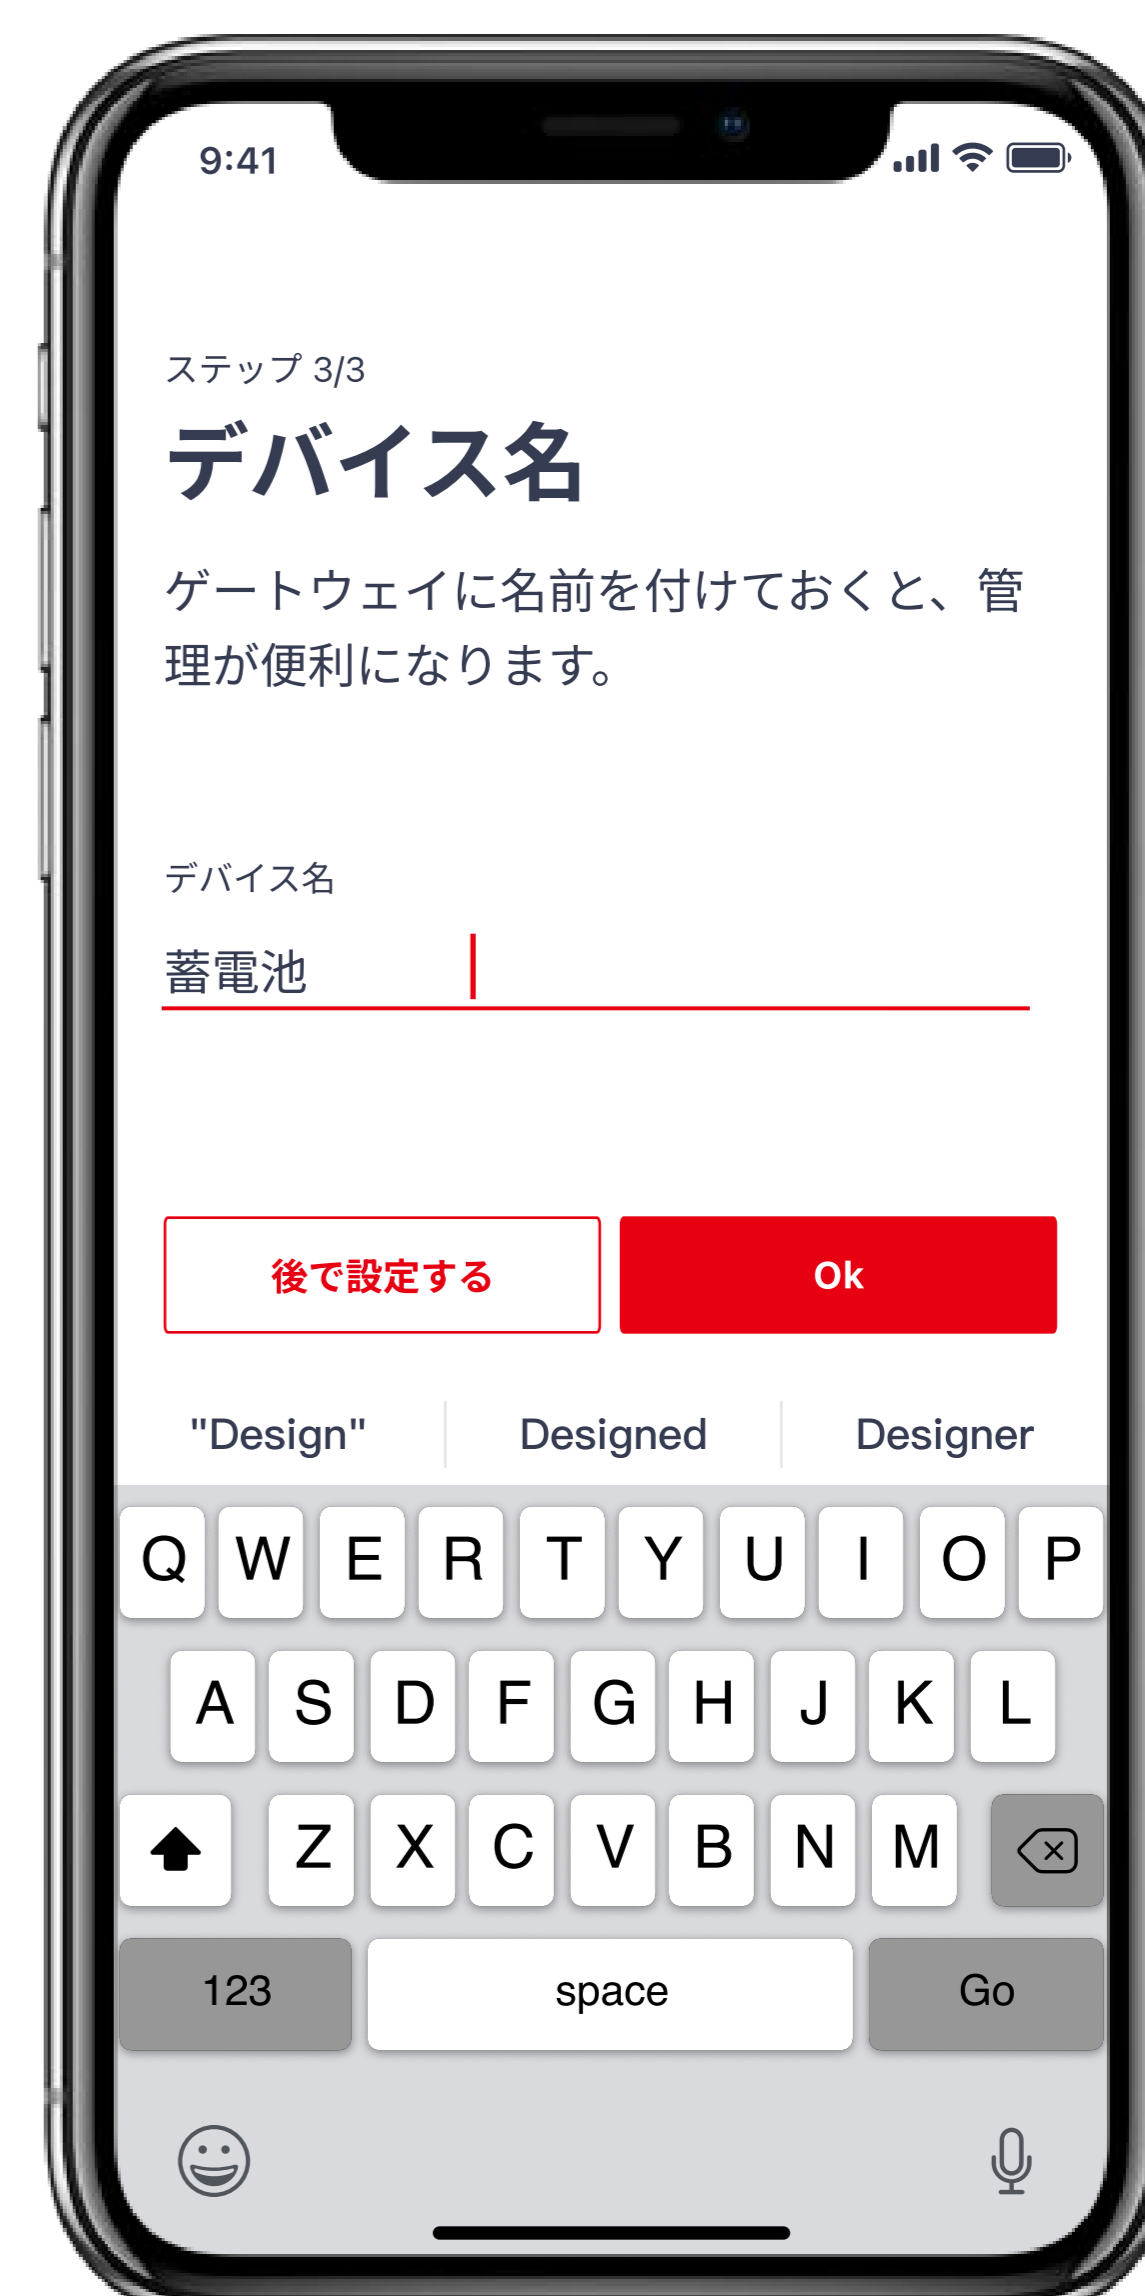 9:41
ステップ 3/3
デバイス名
ゲートウェイに名前を付けておくと、管
理が便利になります。
デバイス名
蓄電池
後で設定する Ok
"Design" Designed Designer
Q W E R T Y U I O P
A S D F G H J K L
Z X C V B N M
123 space Go